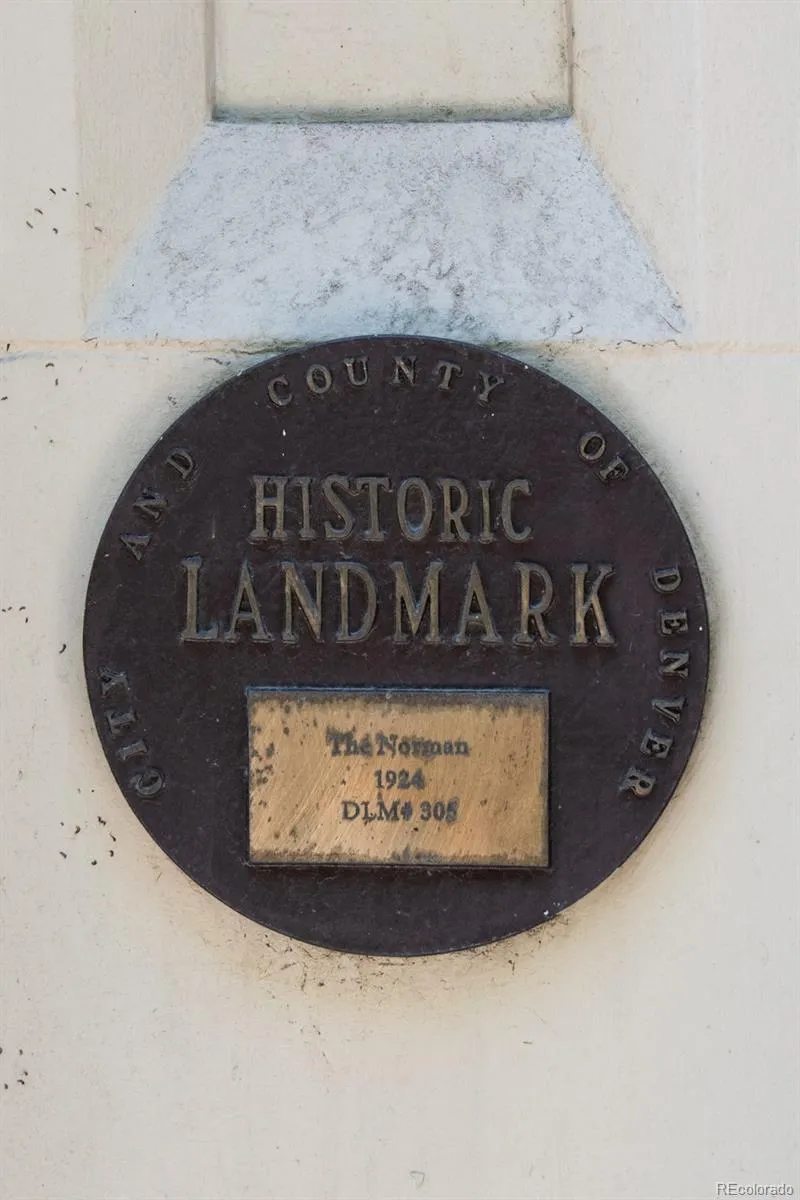 CITY AND COUNTY OF DENVER
HISTORIC
LANDMARK
The Norman
1924
DLM# 305
REcolorado